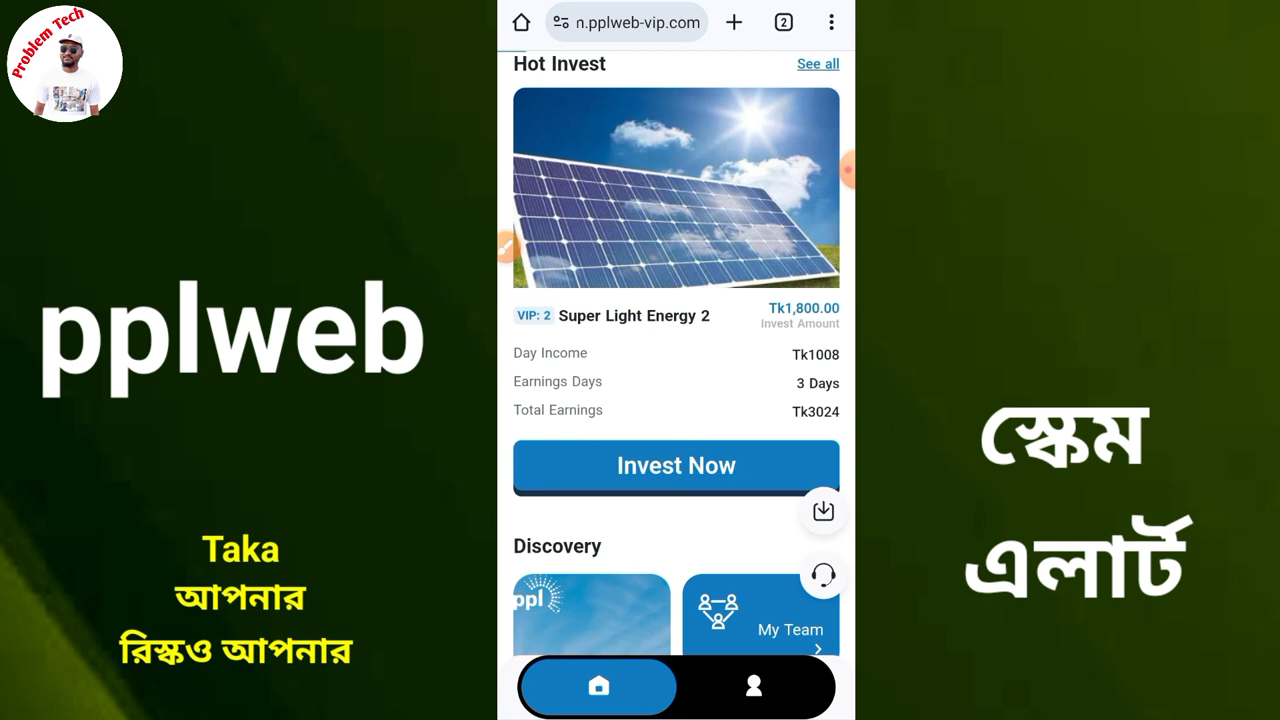 Problem Tech
pplweb
Taka
আপনার
রিস্কও আপনার
n.pplweb-vip.com
2
Hot Invest
See all
VIP: 2
Super Light Energy 2
Tk1,800.00
Invest Amount
Day Income
Tk1008
Earnings Days
3 Days
Total Earnings
Tk3024
Invest Now
Discovery
ppl
My Team
স্কেম
এলার্ট